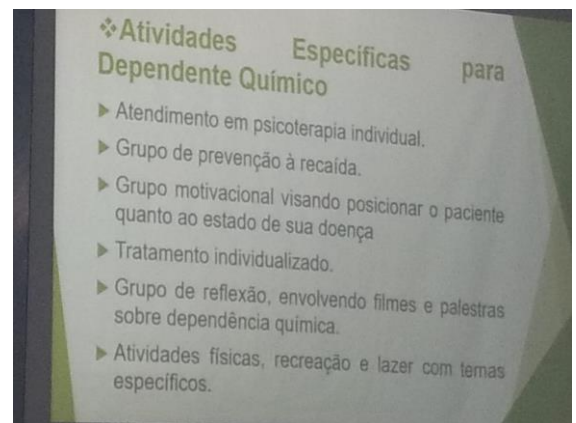 ❖Atividades Específicas para
Dependente Químico
▶ Atendimento em psicoterapia individual.
▶ Grupo de prevenção à recaída.
▶ Grupo motivacional visando posicionar o paciente
quanto ao estado de sua doença
▶ Tratamento individualizado.
▶ Grupo de reflexão, envolvendo filmes e palestras
sobre dependência química.
▶ Atividades físicas, recreação e lazer com temas
específicos.